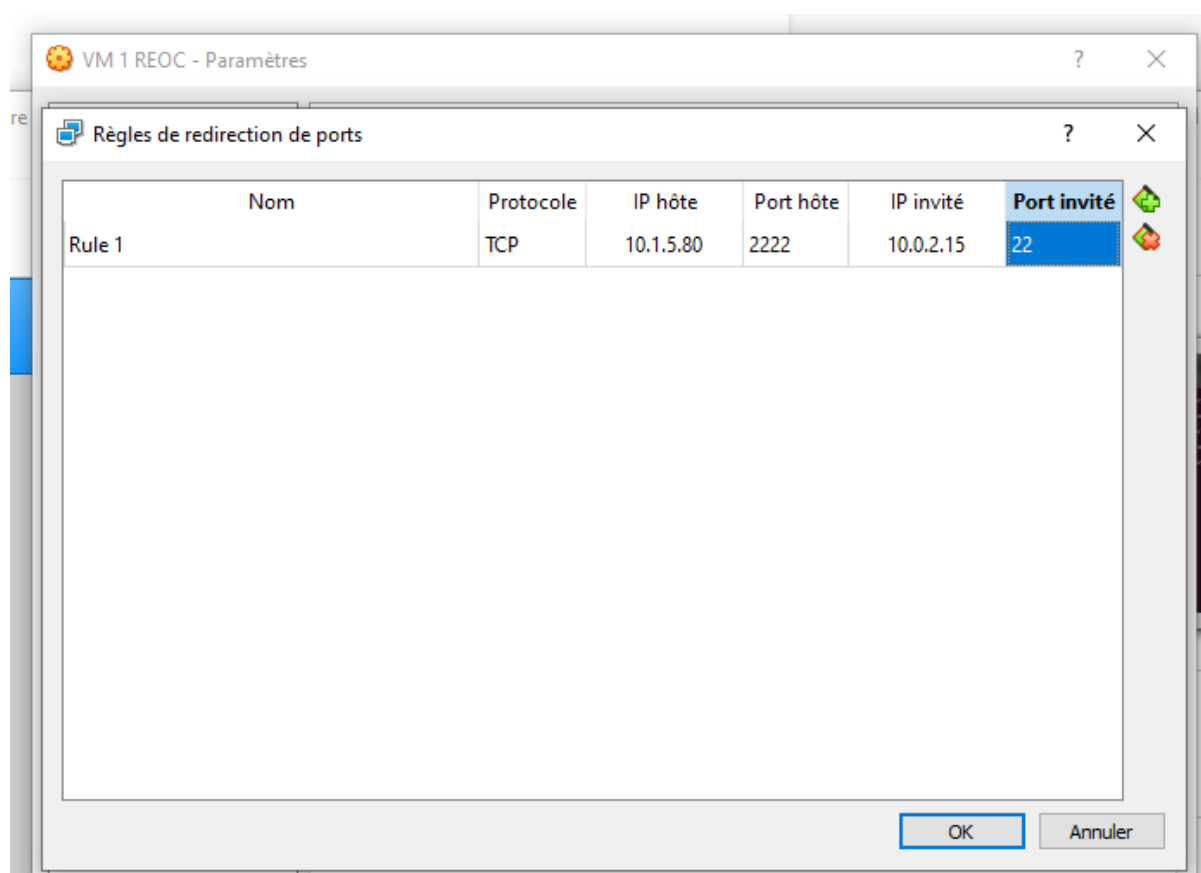 VM 1 REOC - Paramètres ?
re
Règles de redirection de ports ?
Nom Protocole IP hôte Port hôte IP invité Port invité
Rule 1 TCP 10.1.5.80 2222 10.0.2.15 22
OK Annuler